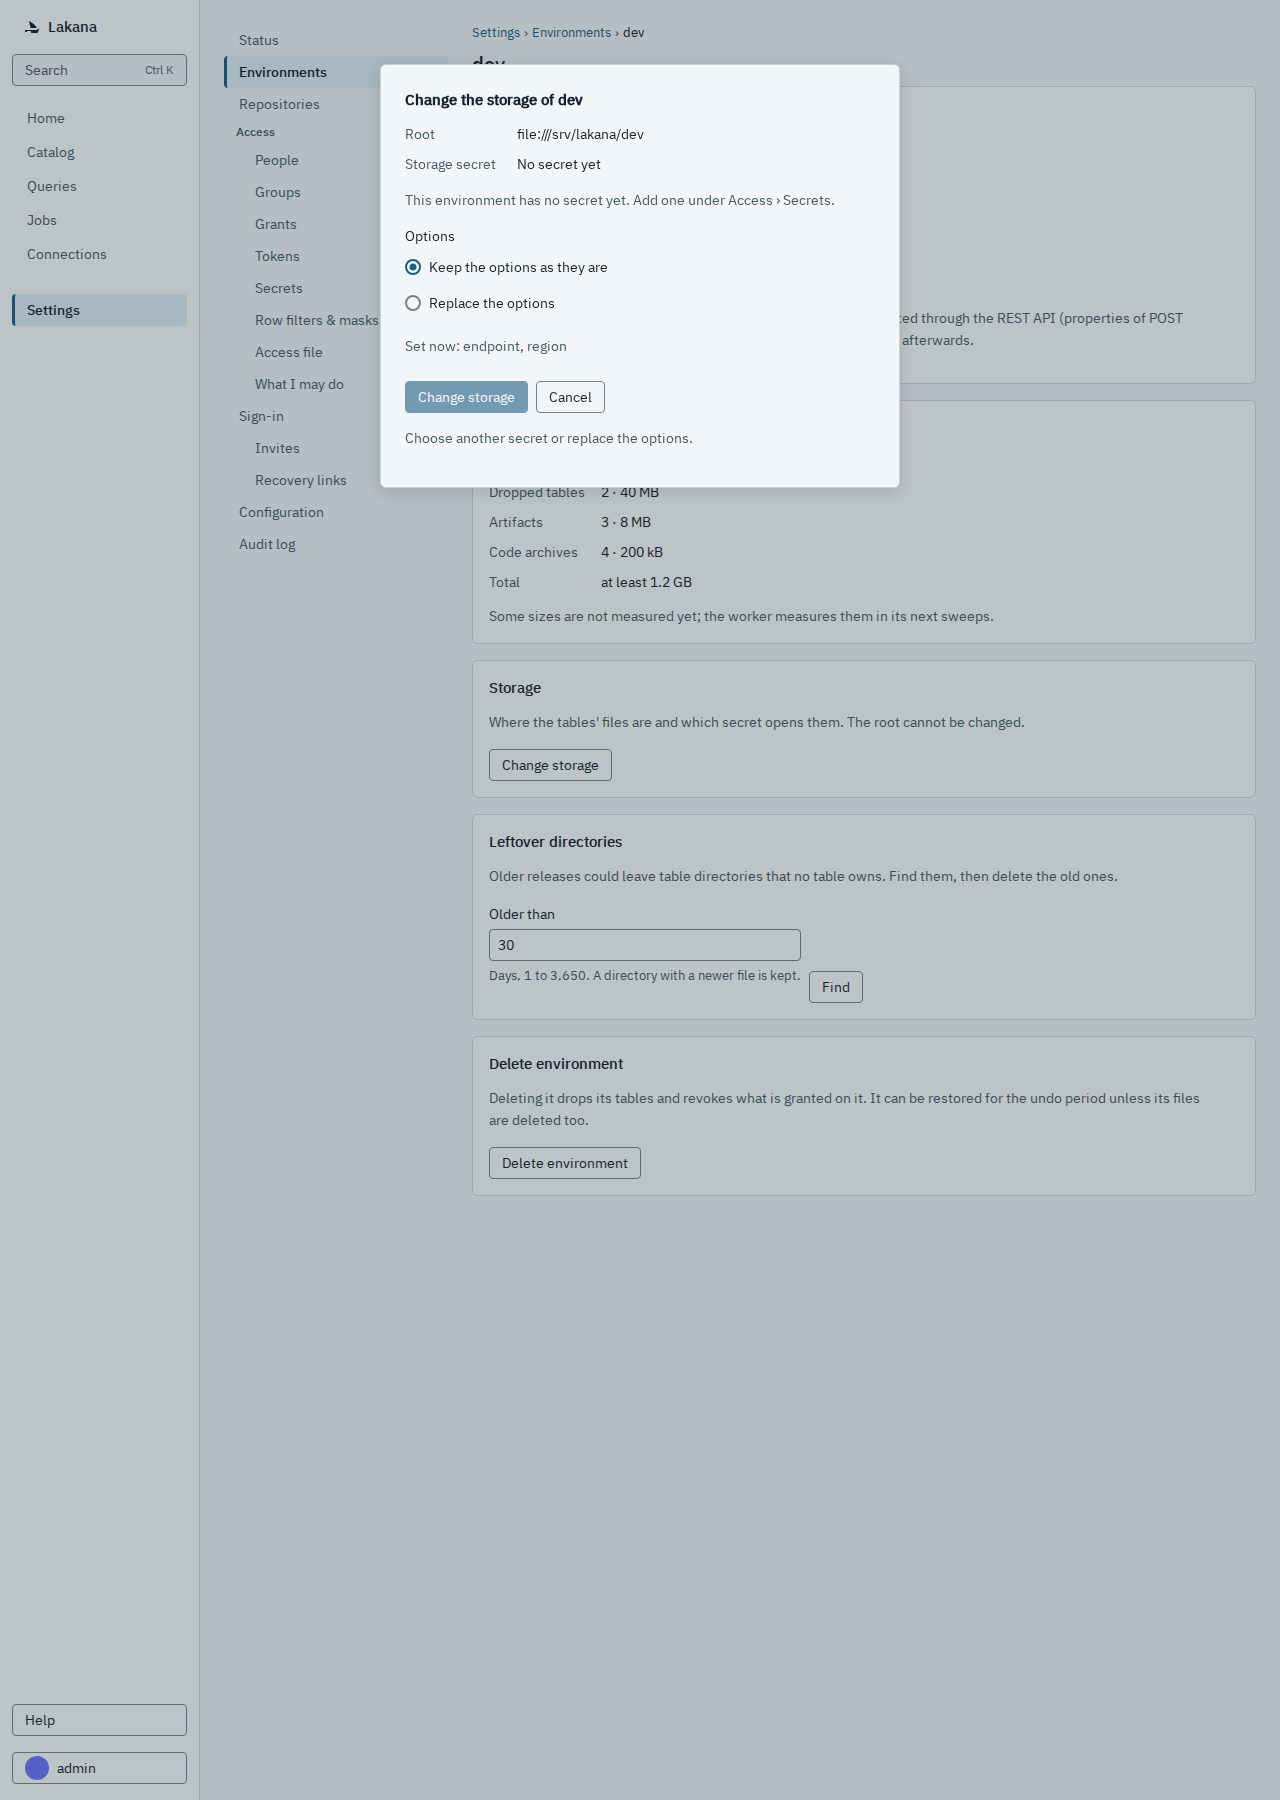 Lakana
Search Ctrl K
Home
Catalog
Queries
Jobs
Connections
Settings
Help
admin
Status
Environments
Repositories
Access
People
Groups
Grants
Tokens
Secrets
Row filters & masks
Access file
What I may do
Sign-in
Invites
Recovery links
Configuration
Audit log
Settings › Environments › dev
dev
Change the storage of dev
Root file:///srv/lakana/dev
Storage secret No secret yet
This environment has no secret yet. Add one under Access › Secrets.
Options
Keep the options as they are
Replace the options
Set now: endpoint, region
Change storage Cancel
Choose another secret or replace the options.
through the REST API (properties of POST
afterwards.
Dropped tables 2 · 40 MB
Artifacts 3 · 8 MB
Code archives 4 · 200 kB
Total at least 1.2 GB
Some sizes are not measured yet; the worker measures them in its next sweeps.
Storage
Where the tables' files are and which secret opens them. The root cannot be changed.
Change storage
Leftover directories
Older releases could leave table directories that no table owns. Find them, then delete the old ones.
Older than
30
Days, 1 to 3,650. A directory with a newer file is kept.
Find
Delete environment
Deleting it drops its tables and revokes what is granted on it. It can be restored for the undo period unless its files
are deleted too.
Delete environment